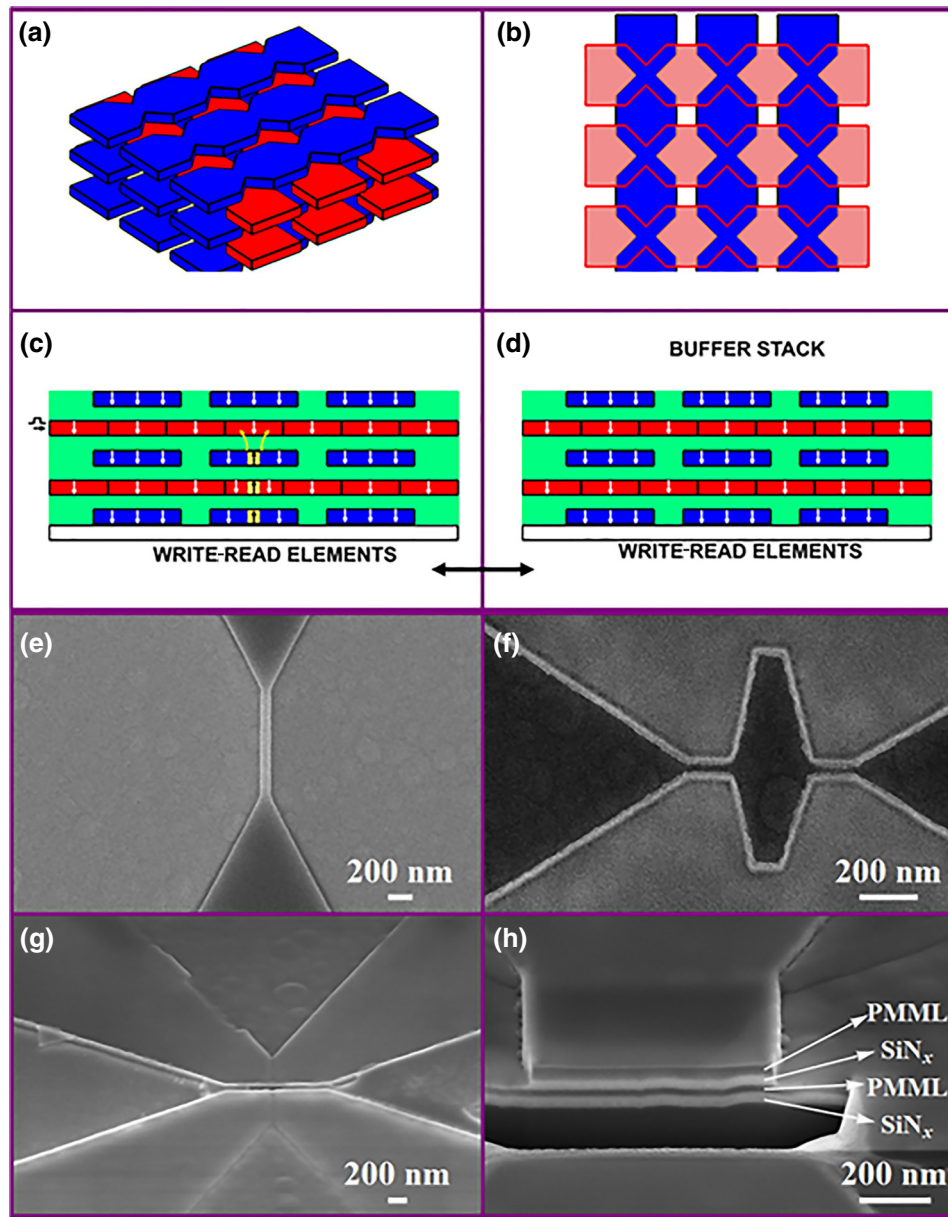 (a)
(b)
(c)
(d)
BUFFER STACK
WRITE-READ ELEMENTS
WRITE-READ ELEMENTS
(e)
(f)
200 nm
200 nm
(g)
(h)
PMML
SiNₓ
PMML
SiNₓ
200 nm
200 nm